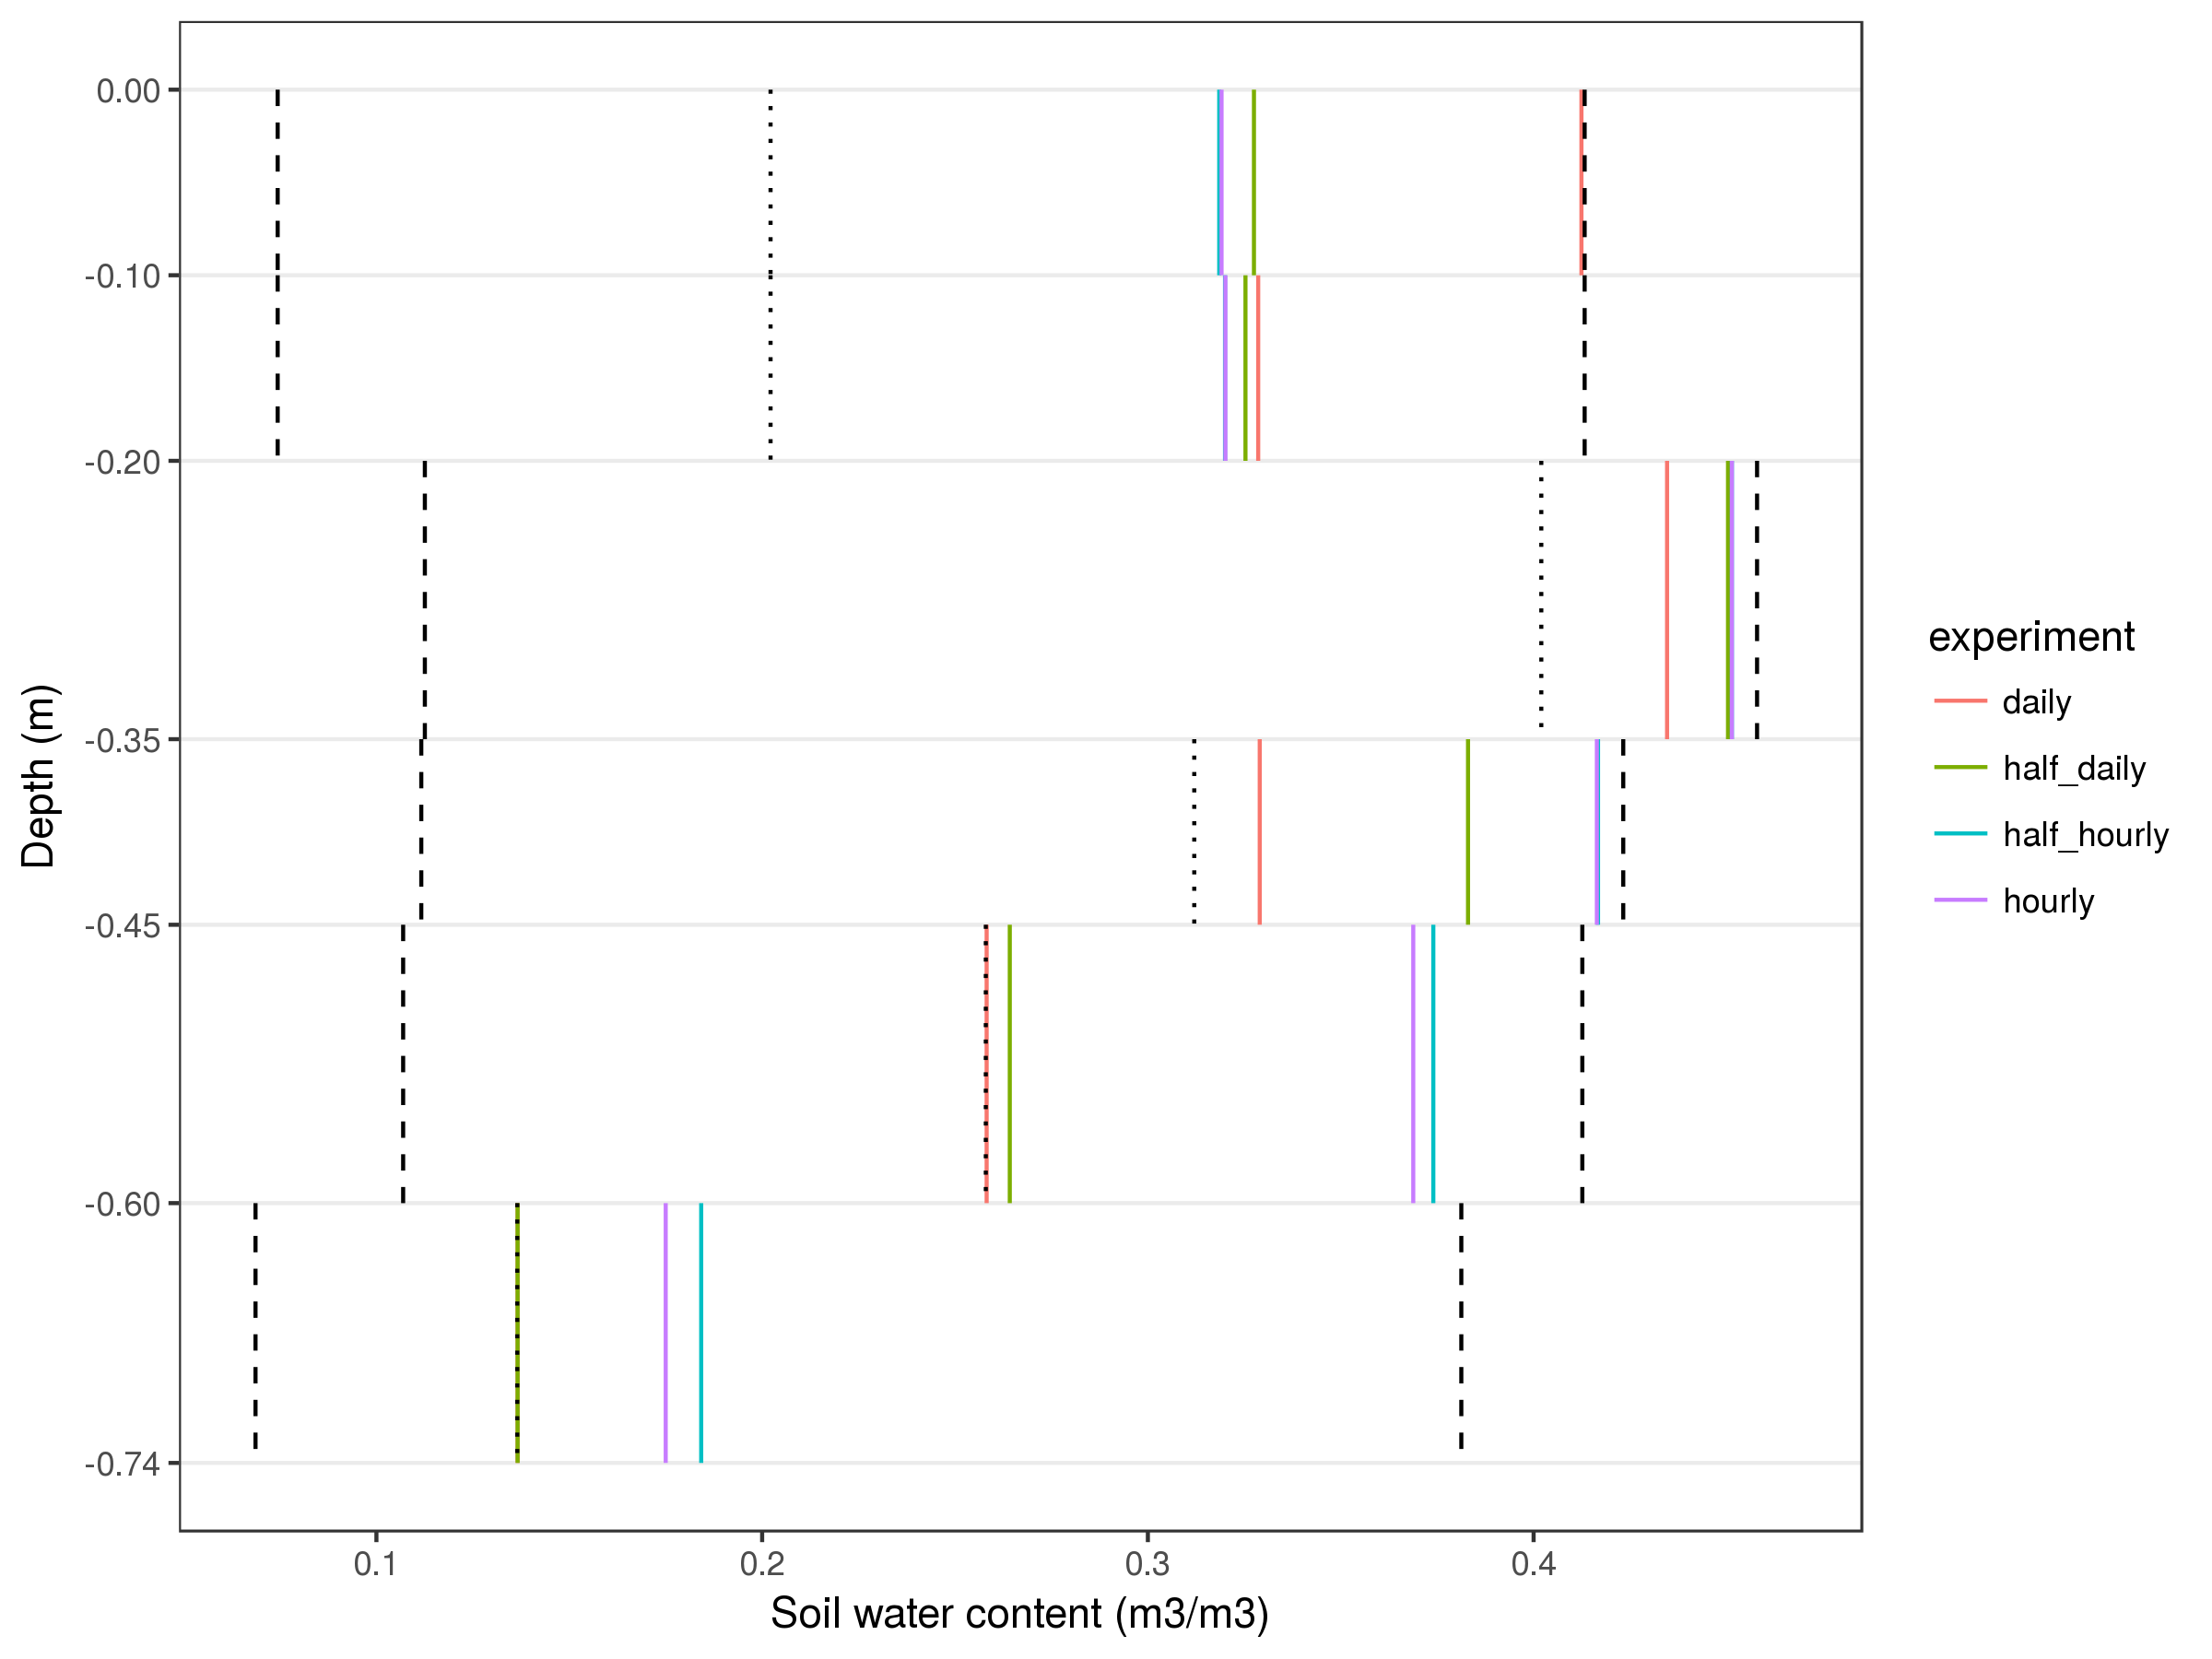 0.00
-0.10
-0.20
-0.35
-0.45
-0.60
-0.74
Depth (m)
0.1
0.2
0.3
0.4
Soil water content (m3/m3)
experiment
daily
half_daily
half_hourly
hourly